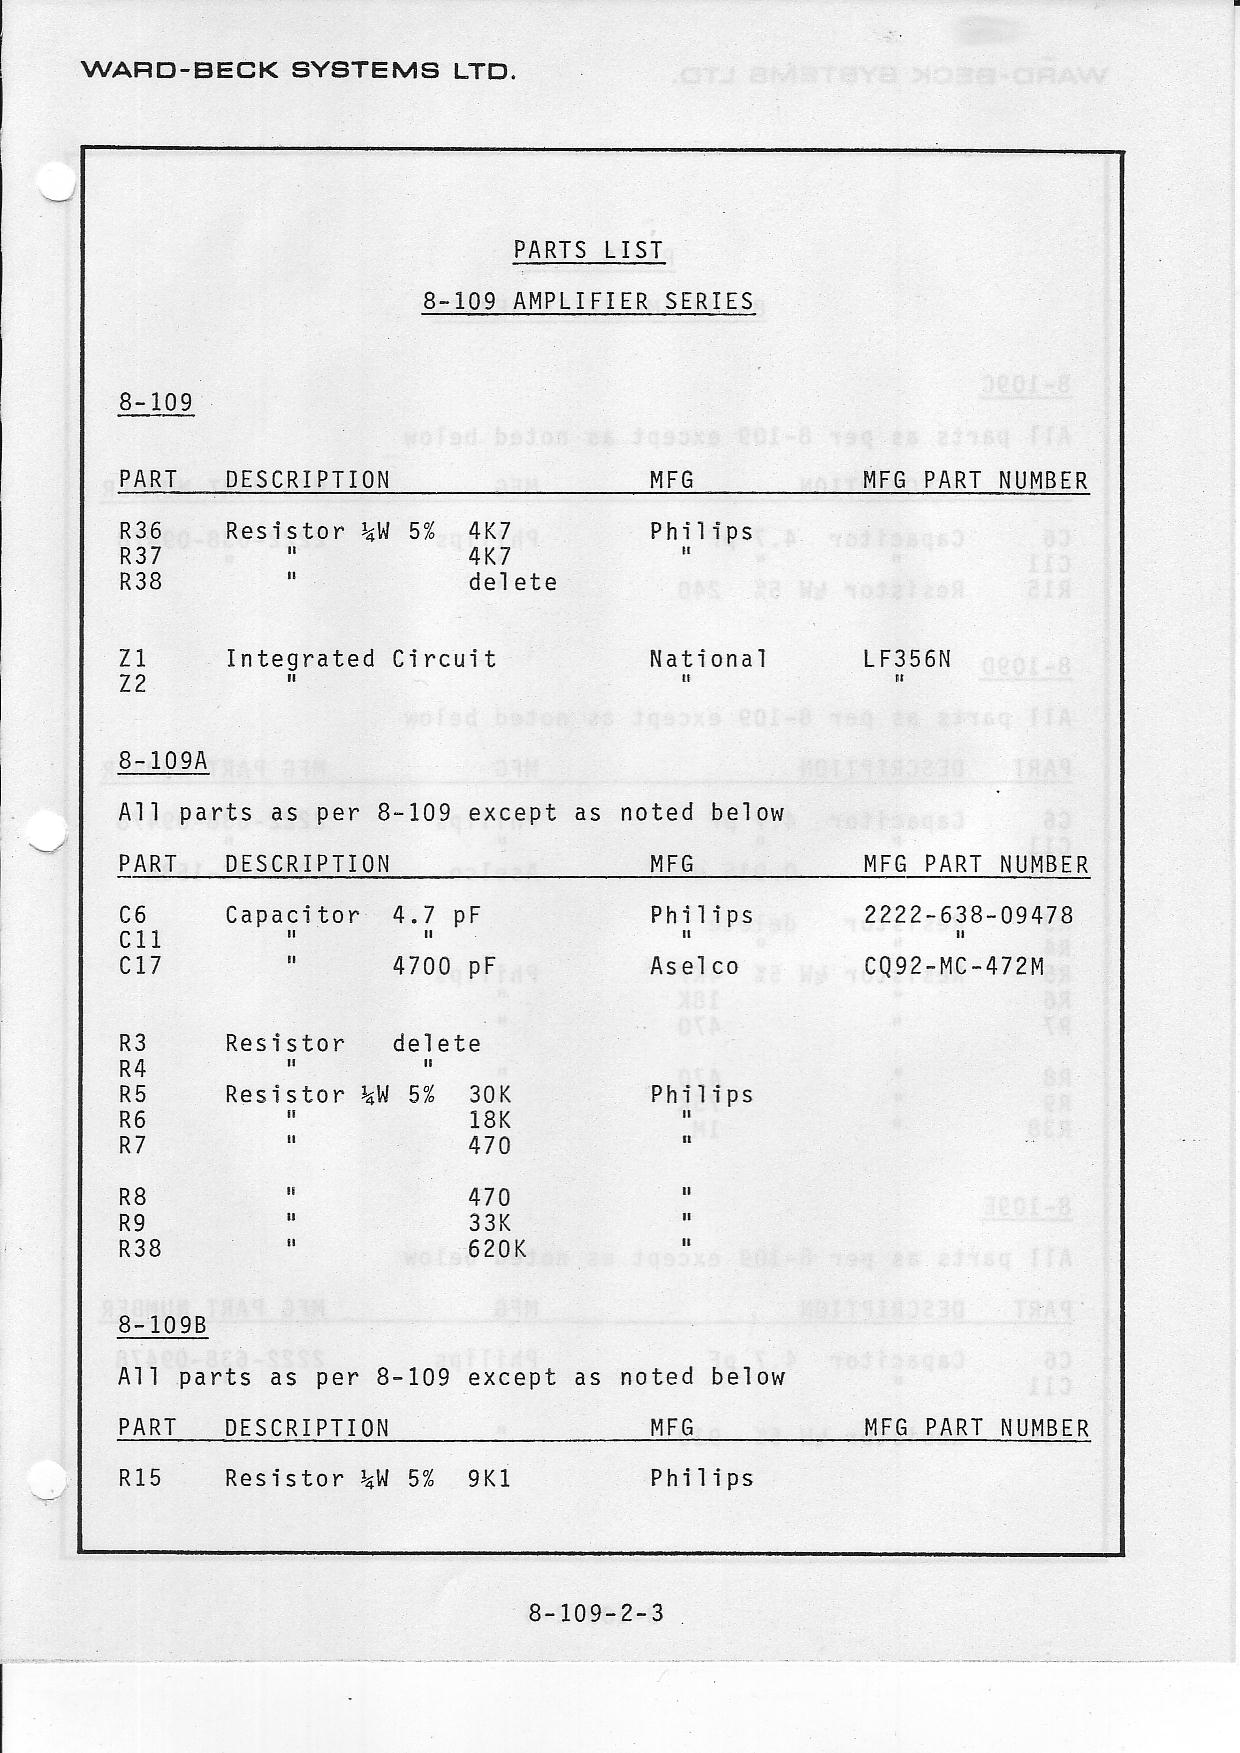 WARD-BECK SYSTEMS LTD.
PARTS LIST
8-109 AMPLIFIER SERIES
8-109
PART DESCRIPTION MFG MFG PART NUMBER
R36 Resistor ¼W 5% 4K7 Philips
R37 " 4K7 "
R38 " delete
Z1 Integrated Circuit National LF356N
Z2 " " "
8-109A
All parts as per 8-109 except as noted below
PART DESCRIPTION MFG MFG PART NUMBER
C6 Capacitor 4.7 pF Philips 2222-638-09478
C11 " " " "
C17 " 4700 pF Aselco CQ92-MC-472M
R3 Resistor delete
R4 " "
R5 Resistor ¼W 5% 30K Philips
R6 " 18K "
R7 " 470 "
R8 " 470 "
R9 " 33K "
R38 " 620K "
8-109B
All parts as per 8-109 except as noted below
PART DESCRIPTION MFG MFG PART NUMBER
R15 Resistor ¼W 5% 9K1 Philips
8-109-2-3